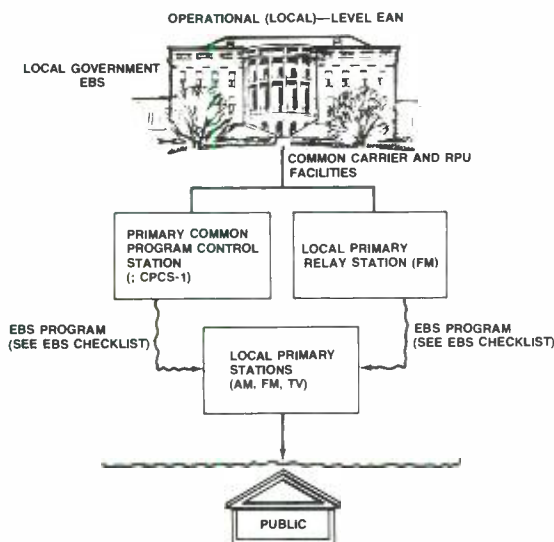 OPERATIONAL (LOCAL)—LEVEL EAN
LOCAL GOVERNMENT
EBS
COMMON CARRIER AND RPU
FACILITIES
PRIMARY COMMON
PROGRAM CONTROL
STATION
(; CPCS-1)
LOCAL PRIMARY
RELAY STATION (FM)
EBS PROGRAM
(SEE EBS CHECKLIST)
EBS PROGRAM
(SEE EBS CHECKLIST)
LOCAL PRIMARY
STATIONS
(AM, FM, TV)
PUBLIC